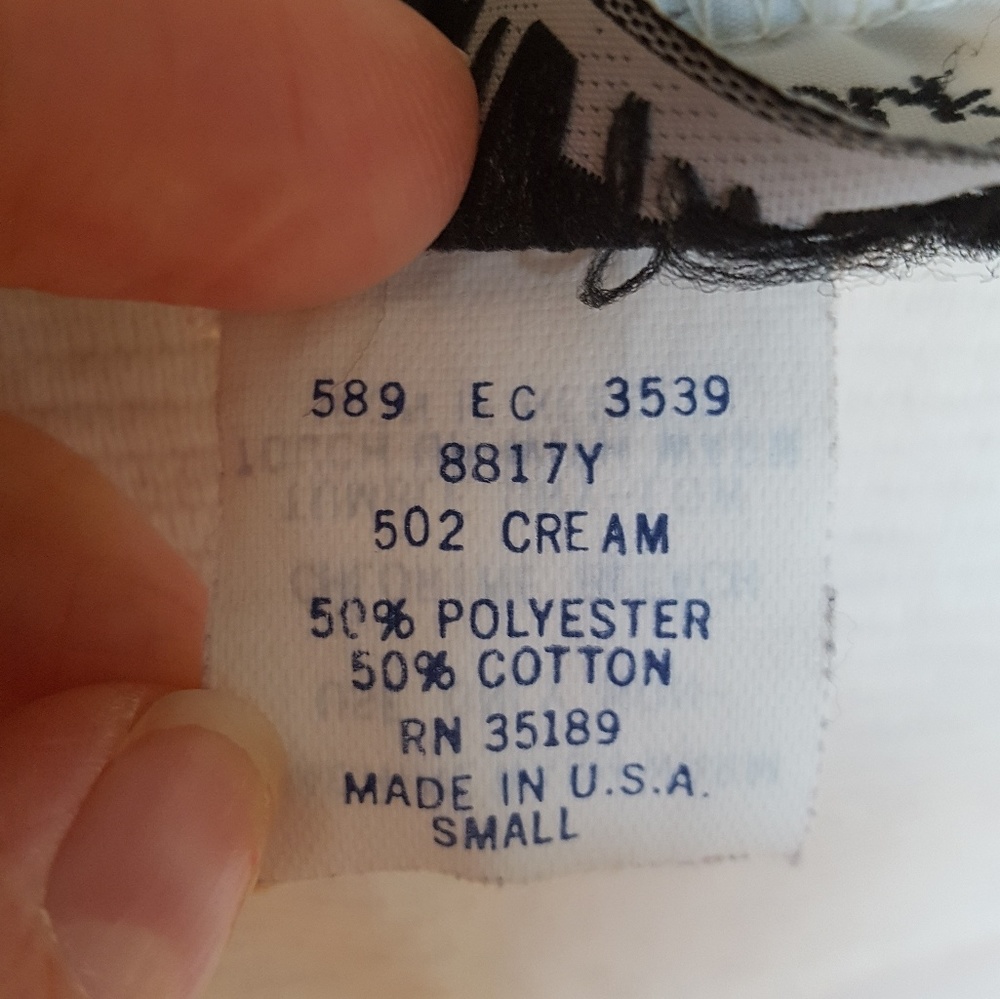 589 EC 3539
8817Y
502 CREAM
50% POLYESTER
50% COTTON
RN 35189
MADE IN U.S.A.
SMALL